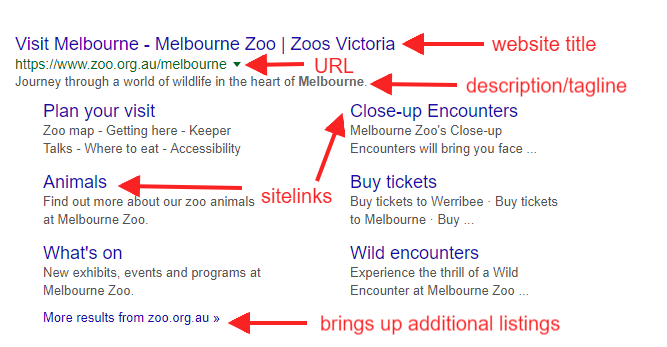 Visit Melbourne - Melbourne Zoo | Zoos Victoria
website title
https://www.zoo.org.au/melbourne
URL
Journey through a world of wildlife in the heart of Melbourne.
description/tagline
Plan your visit
Zoo map - Getting here - Keeper
Talks - Where to eat - Accessibility
Close-up Encounters
Melbourne Zoo's Close-up
Encounters will bring you face ...
sitelinks
Animals
Find out more about our zoo animals
at Melbourne Zoo.
Buy tickets
Buy tickets to Werribee · Buy tickets
to Melbourne · Buy ...
What's on
New exhibits, events and programs at
Melbourne Zoo.
Wild encounters
Experience the thrill of a Wild
Encounter at Melbourne Zoo ...
More results from zoo.org.au »
brings up additional listings